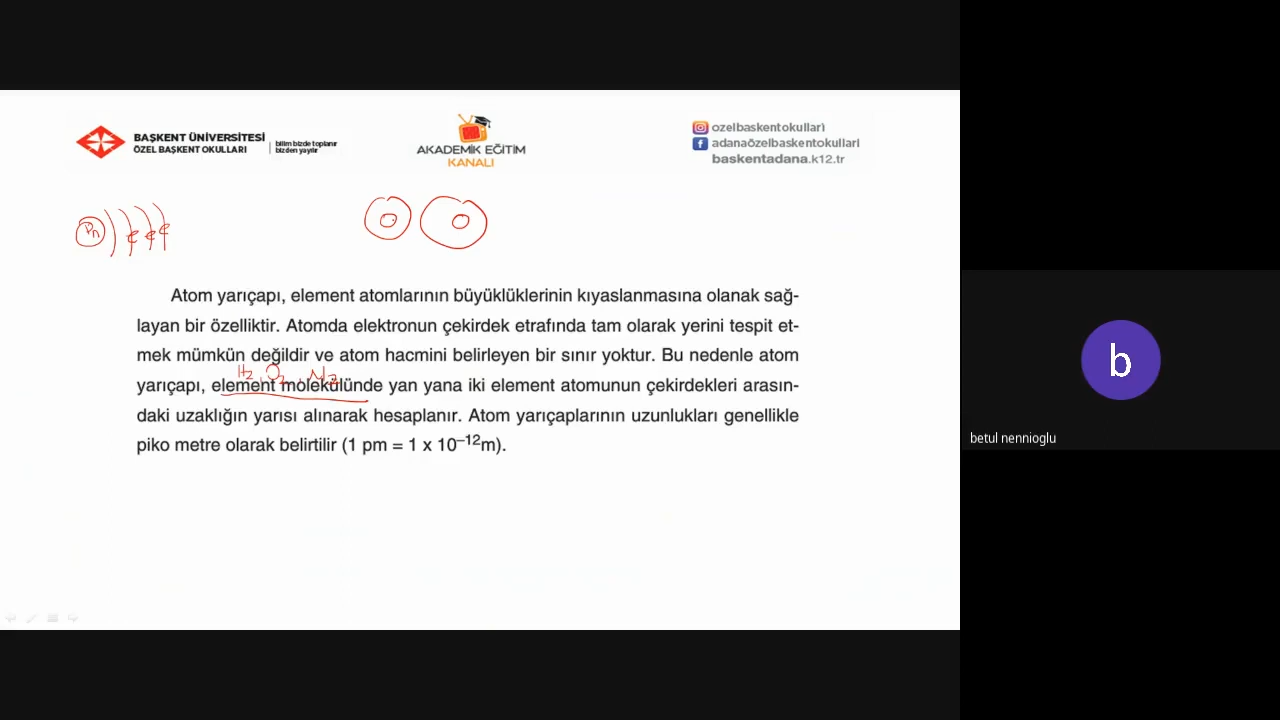 BAŞKENT ÜNİVERSİTESİ
ÖZEL BAŞKENT OKULLARI
bilim bizde toplanır
bizden yayılır
AKADEMİK EĞİTİM
KANALI
ozelbaskentokullari
adanaözelbaskentokullari
baskentadana.k12.tr
Pn
e e e
Atom yarıçapı, element atomlarının büyüklüklerinin kıyaslanmasına olanak sağ-
layan bir özelliktir. Atomda elektronun çekirdek etrafında tam olarak yerini tespit et-
mek mümkün değildir ve atom hacmini belirleyen bir sınır yoktur. Bu nedenle atom
H2, O2, N2
yarıçapı, element molekülünde yan yana iki element atomunun çekirdekleri arasın-
daki uzaklığın yarısı alınarak hesaplanır. Atom yarıçaplarının uzunlukları genellikle
piko metre olarak belirtilir (1 pm = 1 x 10⁻¹²m).
b
betul nennioglu